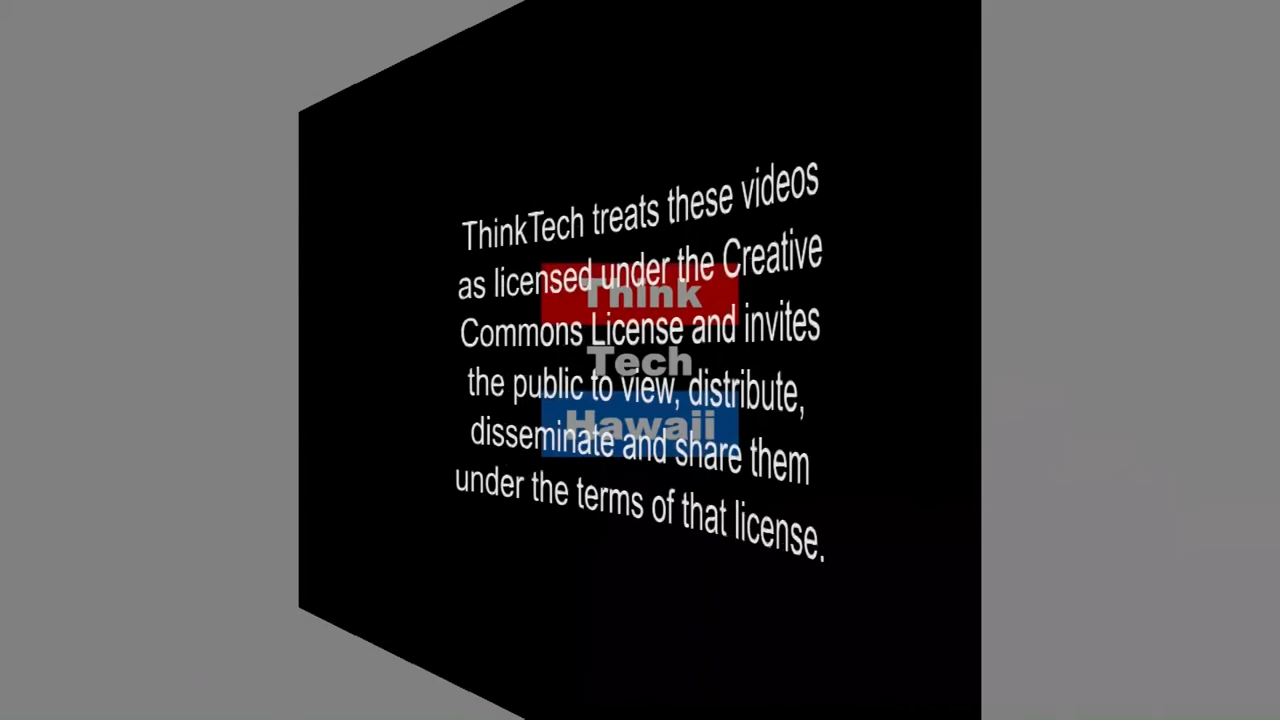 ThinkTech treats these videos
as licensed under the Creative
Commons License and invites
the public to view, distribute,
disseminate and share them
under the terms of that license.
Think
Tech
Hawaii